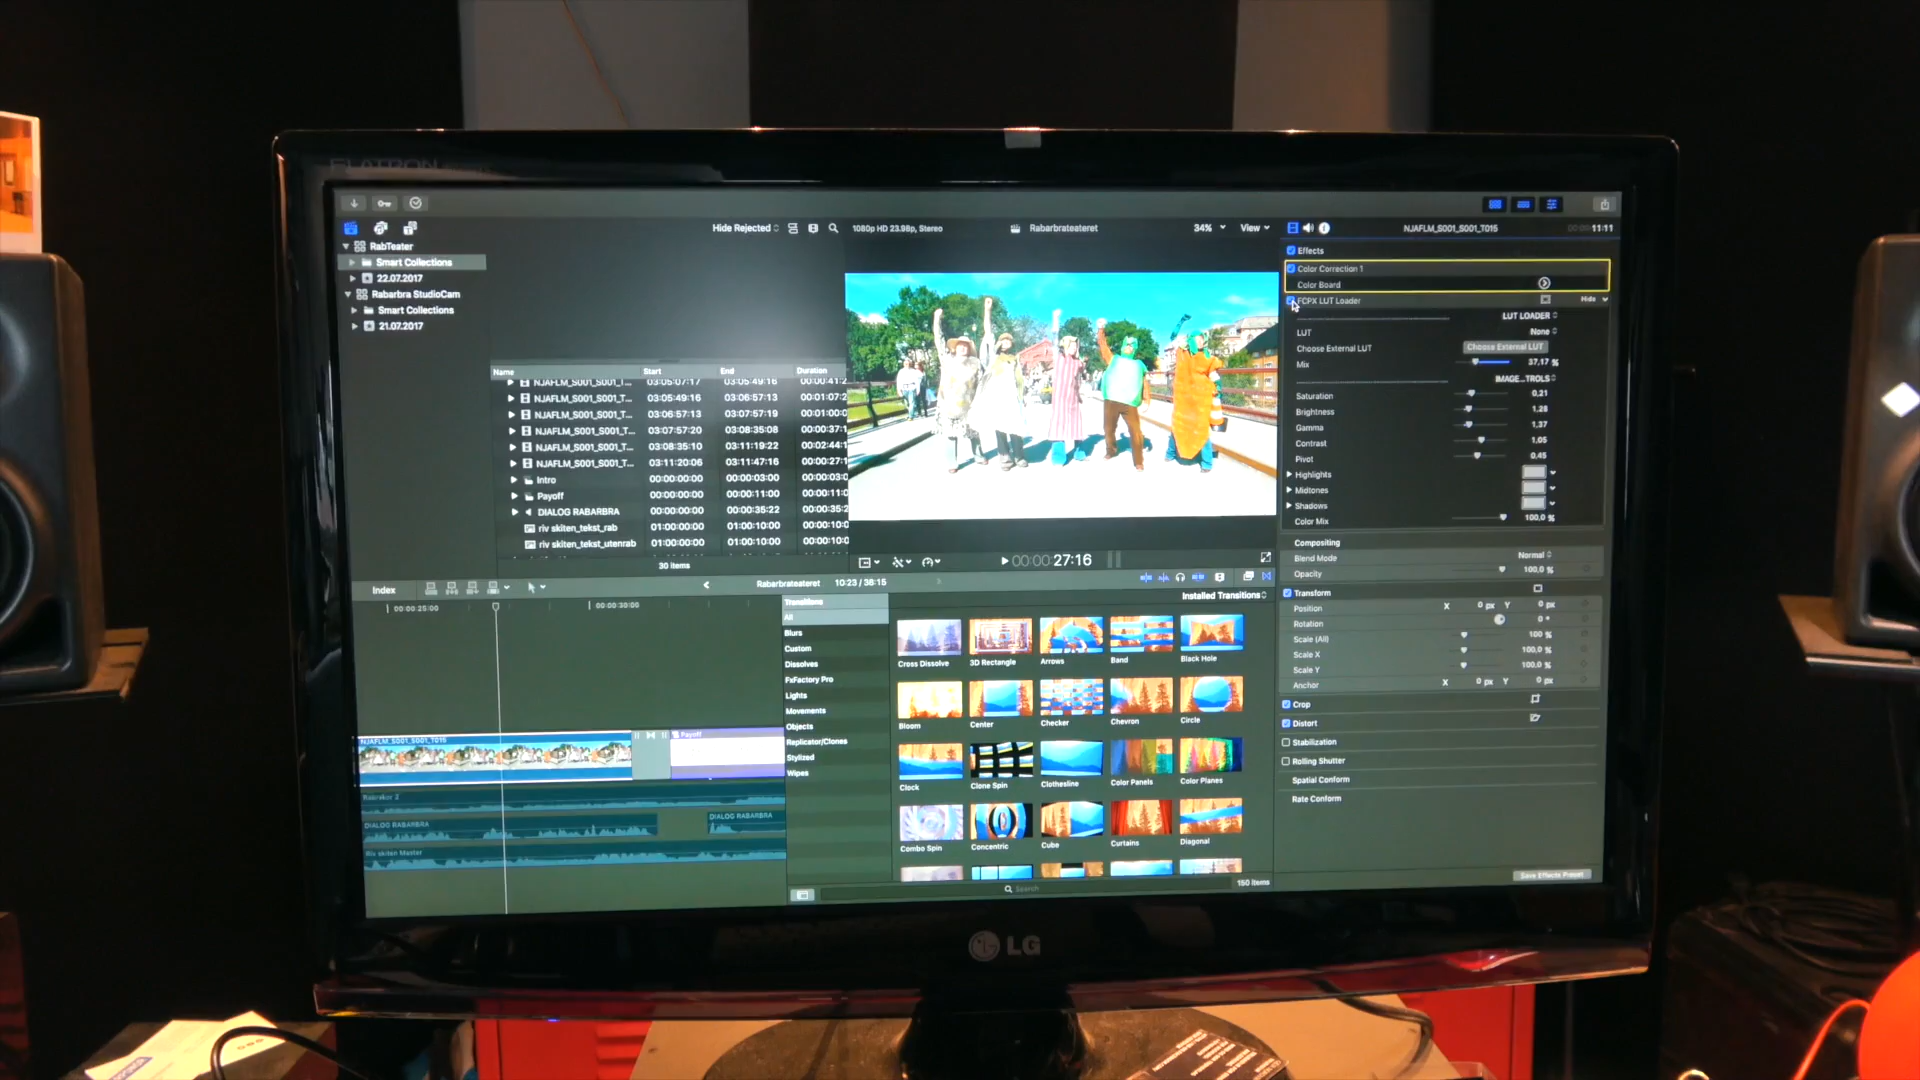 FLATRON
Hide Rejected
1080p HD 23.98p, Stereo
Rabarbrateateret
34%
View
NJAFLM_S001_S001_T015
11:11
RabTeater
Smart Collections
22.07.2017
Rabarbra StudioCam
Smart Collections
21.07.2017
Name Start End Duration
NJAFLM_S001_S001_T... 03:05:07:17 03:05:49:16 00:00:41:2
NJAFLM_S001_S001_T... 03:05:49:16 03:06:57:13 00:01:07:2
NJAFLM_S001_S001_T... 03:06:57:13 03:07:57:19 00:01:00:0
NJAFLM_S001_S001_T... 03:07:57:20 03:08:35:08 00:00:37:1
NJAFLM_S001_S001_T... 03:08:35:10 03:11:19:22 00:02:44:1
NJAFLM_S001_S001_T... 03:11:20:06 03:11:47:16 00:00:27:1
Intro 00:00:00:00 00:00:03:00 00:00:03:0
Payoff 00:00:00:00 00:00:11:00 00:00:11:0
DIALOG RABARBRA 00:00:00:00 00:00:35:22 00:00:35:2
riv skiten_tekst_rab 01:00:00:00 01:00:10:00 00:00:10:0
riv skiten_tekst_utenrab 01:00:00:00 01:00:10:00 00:00:10:0
30 items
00:00:00:27:16
Effects
Color Correction 1
Color Board
FCPX LUT Loader
Hide
LUT LOADER
LUT None
Choose External LUT Choose External LUT
Mix 37,17 %
IMAGE...TROLS
Saturation 0,21
Brightness 1,28
Gamma 1,37
Contrast 1,05
Pivot 0,45
Highlights
Midtones
Shadows
Color Mix 100,0 %
Compositing
Blend Mode Normal
Opacity 100,0 %
Transform
Position X 0 px Y 0 px
Rotation 0 °
Scale (All) 100 %
Scale X 100,0 %
Scale Y 100,0 %
Anchor X 0 px Y 0 px
Crop
Distort
Stabilization
Rolling Shutter
Spatial Conform
Rate Conform
Save Effects Preset
Index
Rabarbrateateret
10:23 / 38:15
00:00:25:00
00:00:30:00
NJAFLM_S001_S001_T015
Payoff
DIALOG RABARBRA
DIALOG RABARBRA
Riv skiten Master
Transitions
Installed Transitions
All
Blurs
Custom
Dissolves
FxFactory Pro
Lights
Movements
Objects
Replicator/Clones
Stylized
Wipes
Cross Dissolve
3D Rectangle
Arrows
Band
Black Hole
Bloom
Center
Checker
Chevron
Circle
Clock
Clone Spin
Clothesline
Color Panels
Color Planes
Combo Spin
Concentric
Cube
Curtains
Diagonal
Search
150 items
LG